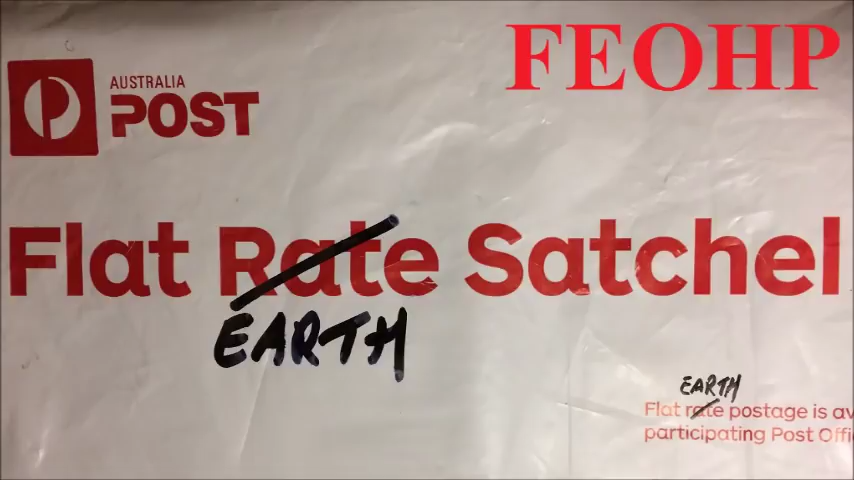 FEOHP
AUSTRALIA
POST
Flat Rate Satchel
EARTH
EARTH
Flat rate postage is av
participating Post Offi